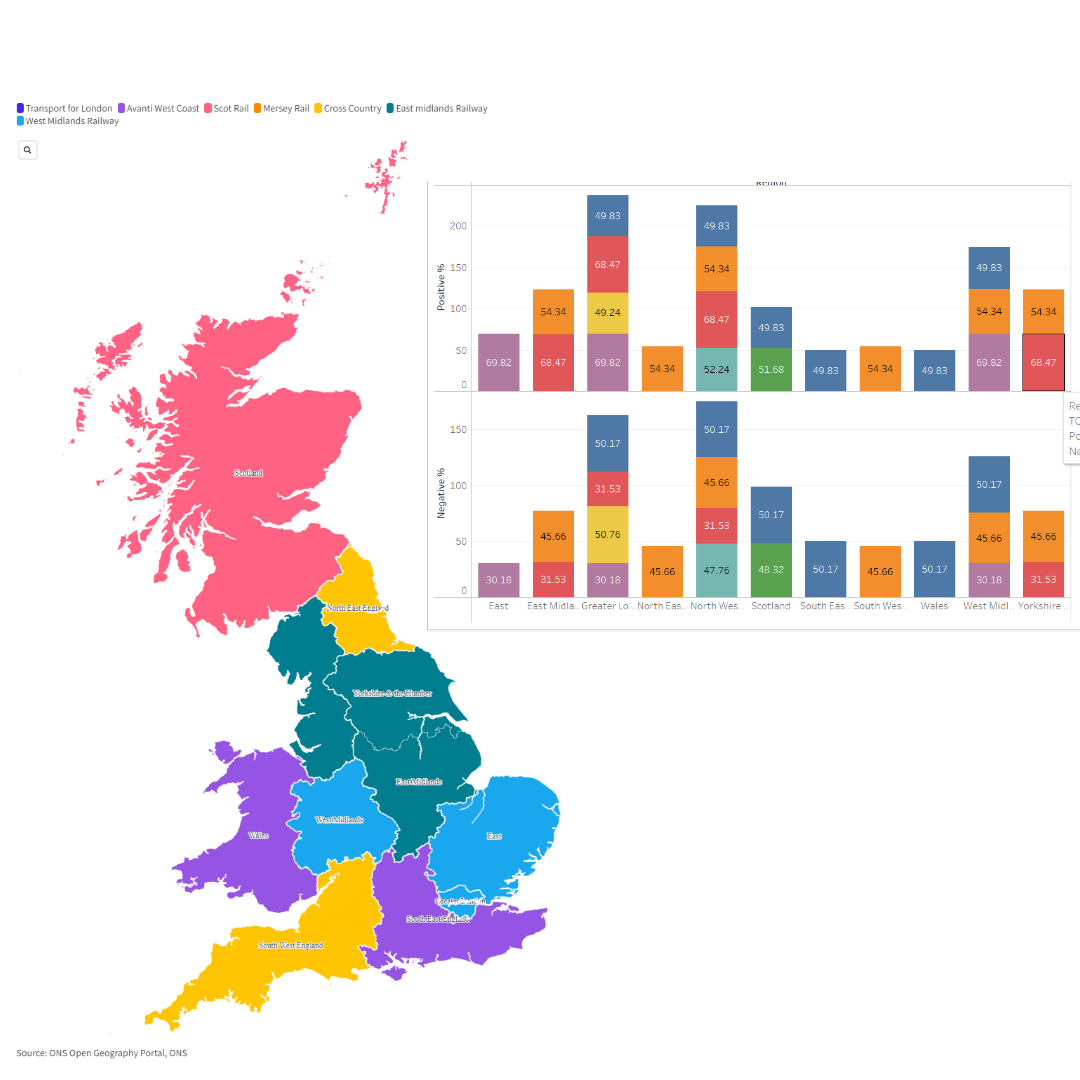 Transport for London Avanti West Coast Scot Rail Mersey Rail Cross Country East midlands Railway
West Midlands Railway
Positive %
200
150
100
50
0
49.83
68.47
49.24
69.82
49.83
54.34
68.47
52.24
49.83
54.34
69.82
54.34
68.47
54.34
68.47
49.83
51.68
69.82
54.34
49.83
54.34
49.83
Negative %
150
100
50
0
50.17
31.53
50.76
30.18
50.17
45.66
31.53
47.76
50.17
45.66
30.18
45.66
31.53
45.66
31.53
50.17
48.32
30.18
45.66
50.17
45.66
50.17
East East Midla.. Greater Lo.. North Eas.. North Wes.. Scotland South Eas.. South Wes.. Wales West Midl.. Yorkshire ..
Re
TO
Po
Ne
Scotland
North East England
Yorkshire & the Humber
East Midlands
West Midlands
East
Wales
Greater London
South East England
South West England
Source: ONS Open Geography Portal, ONS